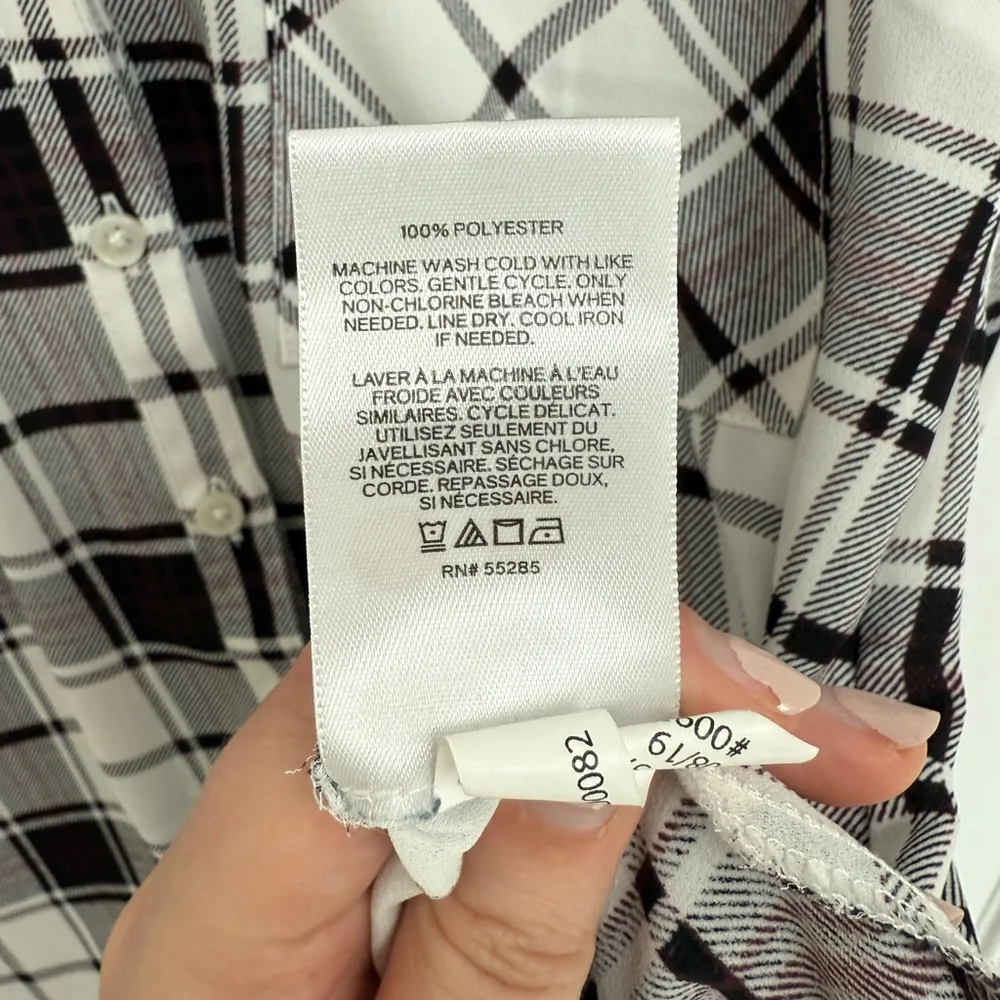 100% POLYESTER
MACHINE WASH COLD WITH LIKE
COLORS. GENTLE CYCLE. ONLY
NON-CHLORINE BLEACH WHEN
NEEDED. LINE DRY. COOL IRON
IF NEEDED.
LAVER À LA MACHINE À L'EAU
FROIDE AVEC COULEURS
SIMILAIRES. CYCLE DÉLICAT.
UTILISEZ SEULEMENT DU
JAVELLISANT SANS CHLORE,
SI NÉCESSAIRE. SÉCHAGE SUR
CORDE. REPASSAGE DOUX,
SI NÉCESSAIRE.
RN# 55285